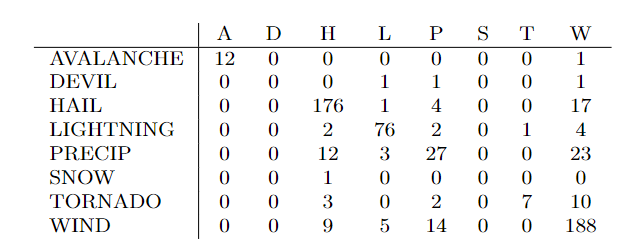 A D H L P S T W
AVALANCHE 12 0 0 0 0 0 0 1
DEVIL 0 0 0 1 1 0 0 1
HAIL 0 0 176 1 4 0 0 17
LIGHTNING 0 0 2 76 2 0 1 4
PRECIP 0 0 12 3 27 0 0 23
SNOW 0 0 1 0 0 0 0 0
TORNADO 0 0 3 0 2 0 7 10
WIND 0 0 9 5 14 0 0 188